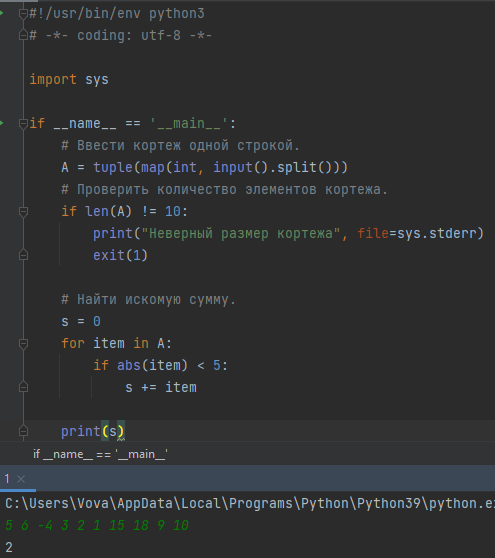 #!/usr/bin/env python3
# -*- coding: utf-8 -*-
import sys
if __name__ == '__main__':
# Ввести кортеж одной строкой.
A = tuple(map(int, input().split()))
# Проверить количество элементов кортежа.
if len(A) != 10:
print("Неверный размер кортежа", file=sys.stderr)
exit(1)
# Найти искомую сумму.
s = 0
for item in A:
if abs(item) < 5:
s += item
print(s)
if __name__ == '__main__'
1 ×
C:\Users\Vova\AppData\Local\Programs\Python\Python39\python.e
5 6 -4 3 2 1 15 18 9 10
2